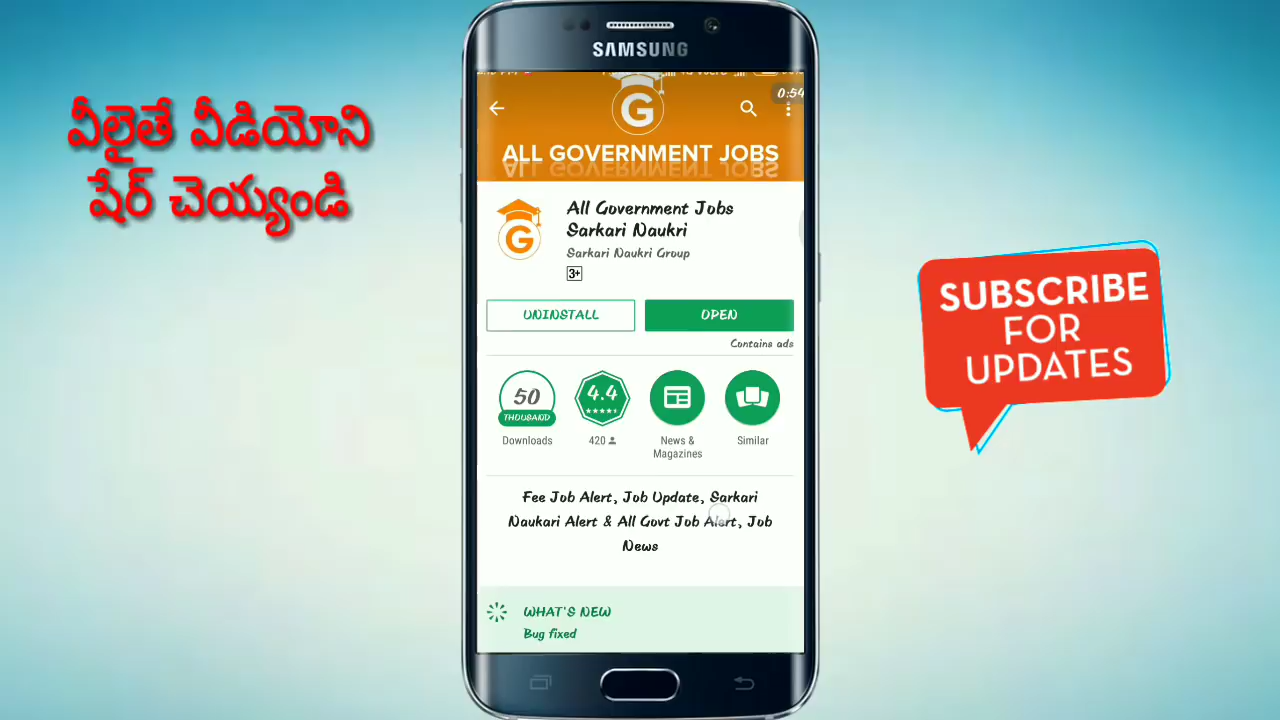 వీలైతే వీడియోని
షేర్ చెయ్యండి
SAMSUNG
0:54
G
ALL GOVERNMENT JOBS
G
All Government Jobs
Sarkari Naukri
Sarkari Naukri Group
3+
UNINSTALL
OPEN
Contains ads
50
THOUSAND
4.4
Downloads
420
News &
Magazines
Similar
Fee Job Alert, Job Update, Sarkari
Naukari Alert & All Govt Job Alert, Job
News
WHAT'S NEW
Bug fixed
SUBSCRIBE
FOR
UPDATES